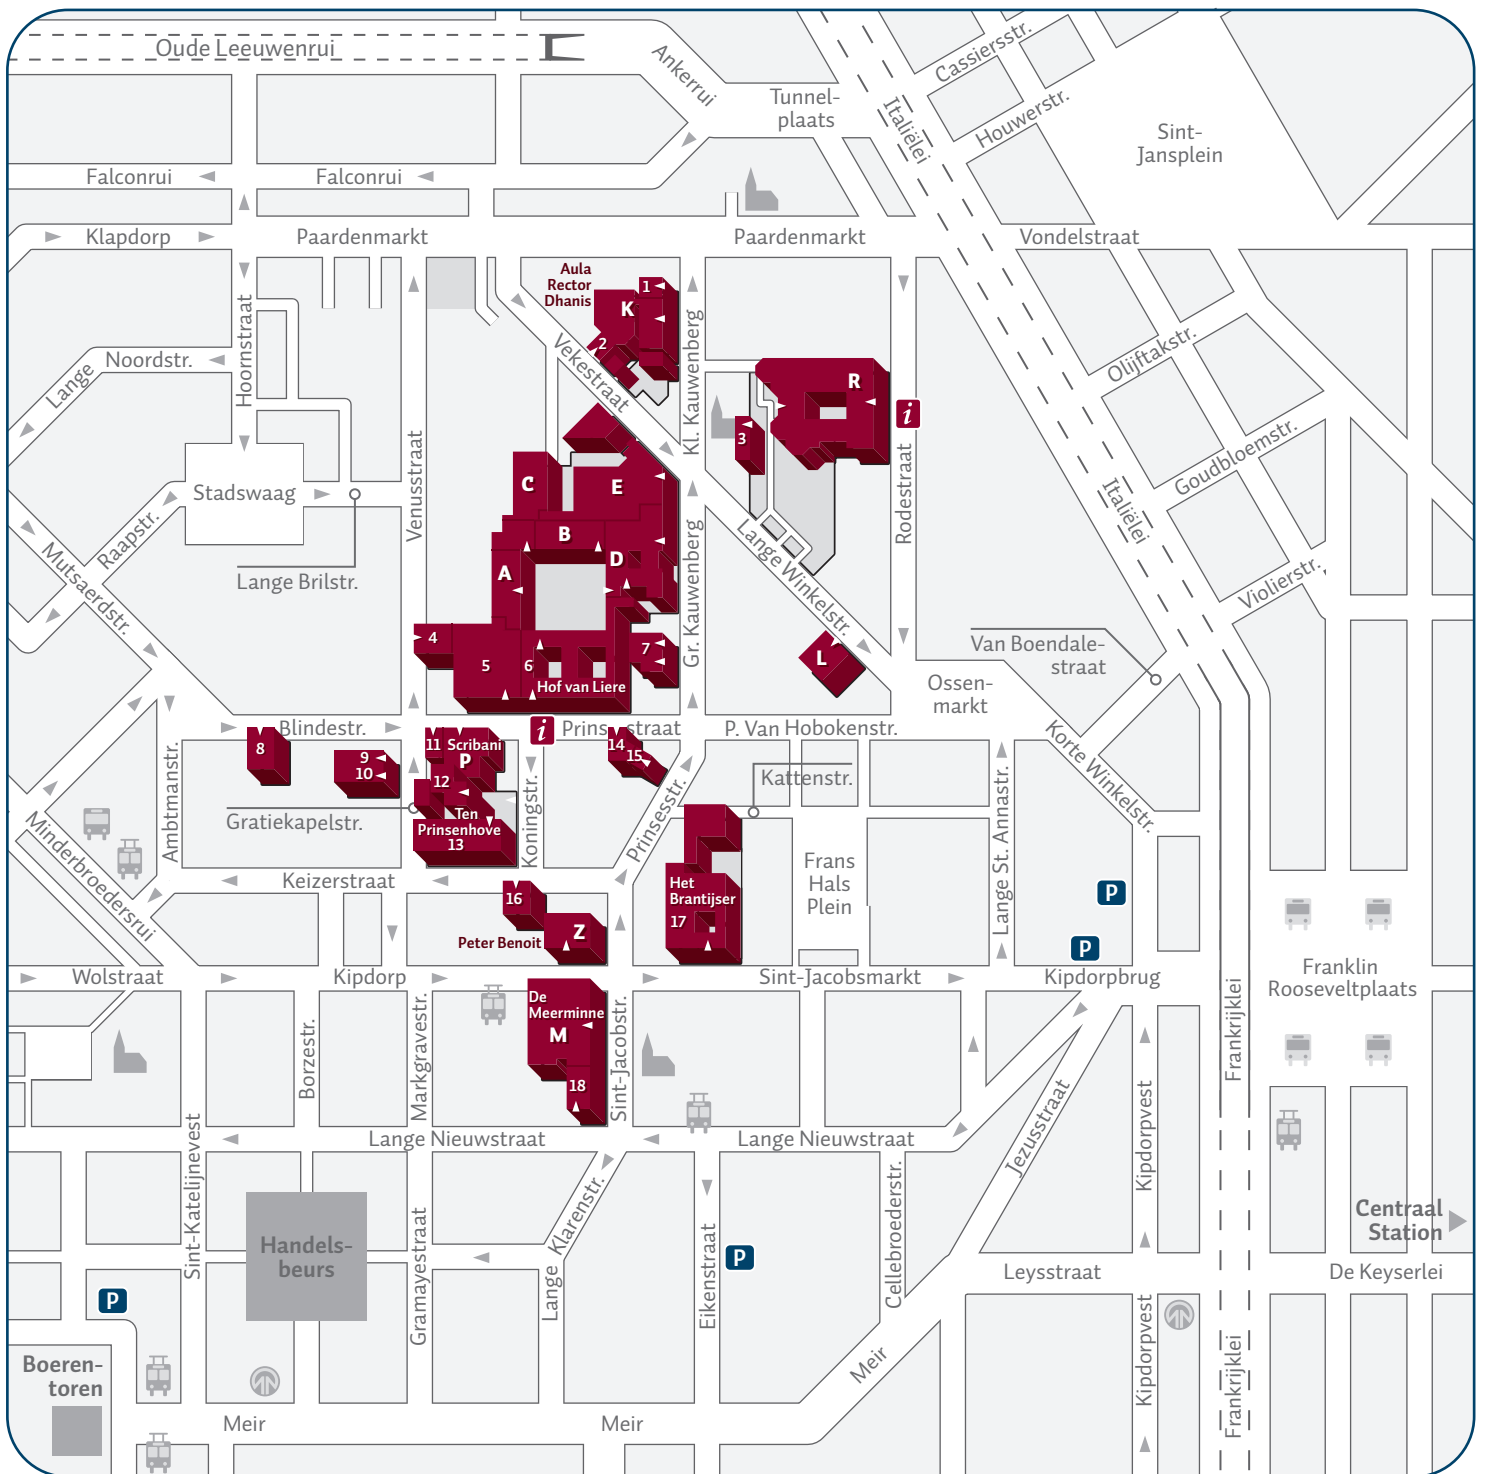 Oude Leeuwenrui
Ankerrui
Tunnel-
plaats
Italiëlei
Cassiersstr.
Houwerstr.
Sint-
Jansplein
Falconrui
Falconrui
Klapdorp
Paardenmarkt
Paardenmarkt
Vondelstraat
Aula
Rector
Dhanis
1
K
2
Hoornstraat
Noordstr.
Lange
Vekestraat
Kl. Kauwenberg
R
i
3
Olijftakstr.
Goudbloemstr.
Italiëlei
Violierstr.
Stadswaag
Raapstr.
Mutsaerdstr.
Lange Brilstr.
Venusstraat
C
E
B
D
A
4
5
6
7
Hof van Liere
Gr. Kauwenberg
Lange Winkelstr.
Rodestraat
L
Van Boendale-
straat
Ossen-
markt
Blindestr.
i
Prinsstraat
P. Van Hobokenstr.
Korte Winkelstr.
8
9
10
11
Scribani
P
12
Ten
Prinsenhove
13
14
15
Gratiekapelstr.
Koningstr.
Prinsesstr.
Kattenstr.
Ambtmanstr.
Minderbroedersrui
Keizerstraat
Het
Brantijser
17
Frans
Hals
Plein
Lange St. Annastr.
P
P
16
Z
Peter Benoit
Wolstraat
Kipdorp
Sint-Jacobsmarkt
Kipdorpbrug
Franklin
Rooseveltplaats
De
Meerminne
M
18
Borzestr.
Markgravestr.
Sint-Jacobstr.
Frankrijklei
Jezusstraat
Kipdorpvest
Lange Nieuwstraat
Lange Nieuwstraat
Sint-Katelijnevest
Handels-
beurs
Gramayestraat
Lange Klarenstr.
Eikenstraat
P
Cellebroederstr.
Centraal
Station
Leysstraat
De Keyserlei
P
Kipdorpvest
Frankrijklei
Boeren-
toren
Meir
Meir
Meir